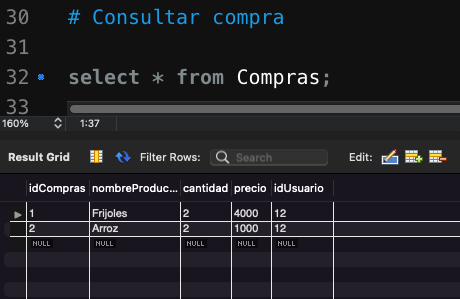 30 # Consultar compra
31
32 select * from Compras;
33
160% 1:37
Result Grid Filter Rows: Search Edit:
idCompras nombreProduc... cantidad precio idUsuario
1 Frijoles 2 4000 12
2 Arroz 2 1000 12
NULL NULL NULL NULL NULL